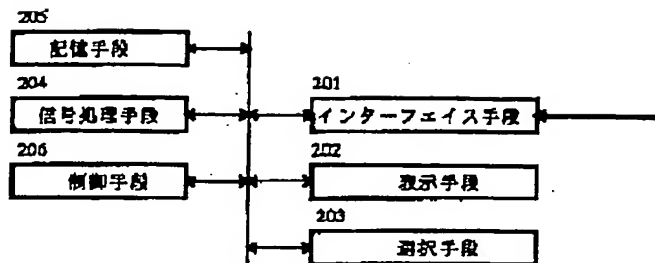 205
記憶手段
204
信号処理手段
206
制御手段
201
インターフェイス手段
202
表示手段
203
選択手段